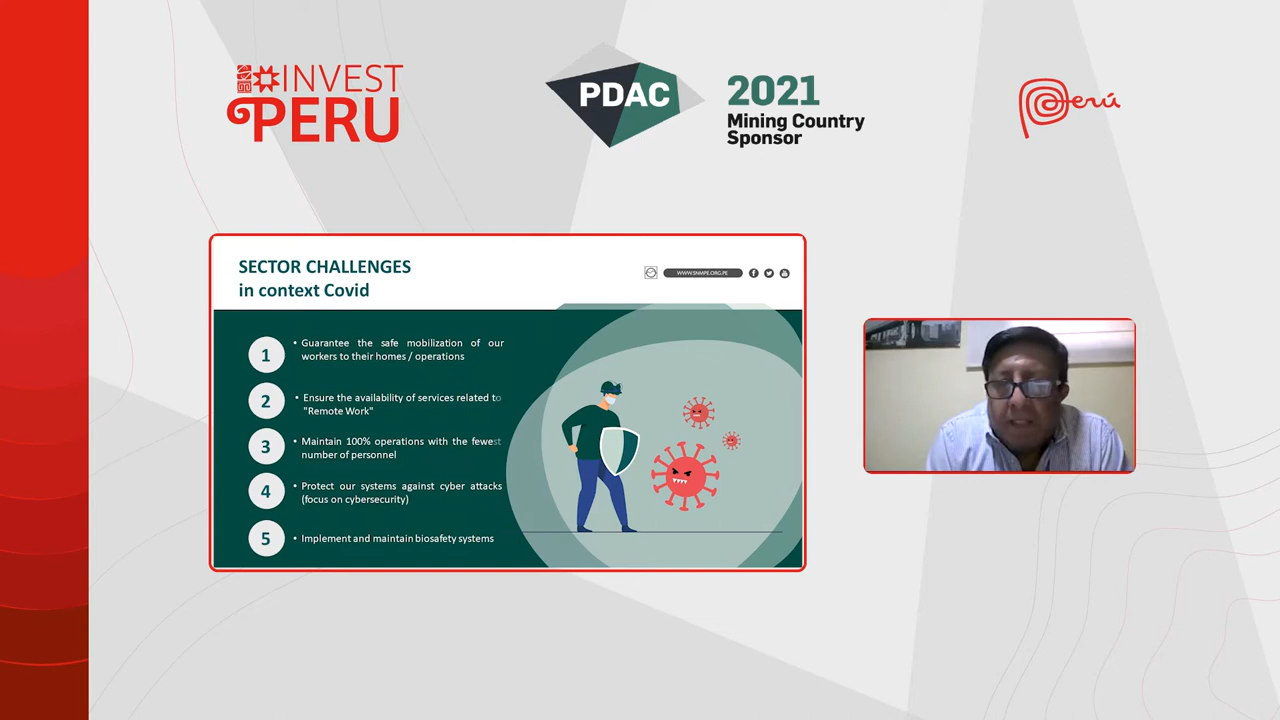 INVEST
PERU
PDAC
2021
Mining Country
Sponsor
Perú
SECTOR CHALLENGES
in context Covid
WWW.SNMPE.ORG.PE
1
• Guarantee the safe mobilization of our
workers to their homes / operations
2
• Ensure the availability of services related to
"Remote Work"
3
• Maintain 100% operations with the fewest
number of personnel
4
• Protect our systems against cyber attacks
(focus on cybersecurity)
5
• Implement and maintain biosafety systems